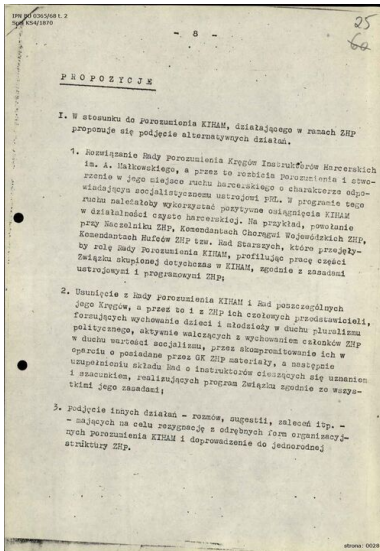 IPN BU 0365/68 t. 2
Spis KS4/1870
25
60
- 8 -
PROPOZYCJE
I. W stosunku do Porozumienia KIHAM, działającego w ramach ZHP
proponuje się podjęcie alternatywnych działań.
1. Rozwiązanie Rady Porozumienia Kręgów Instruktorów Harcerskich
im. A. Małkowskiego, a przez to rozbicie Porozumienia i stwo-
rzenie w jego miejsce ruchu harcerskiego o charakterze odpo-
wiadającym socjalistycznemu ustrojowi PRL. W programie tego
ruchu należałoby wykorzystać pozytywne osiągnięcia KIHAM
w działalności czysto harcerskiej. Na przykład, powołanie
przy Naczelniku ZHP, Komendantach Chorągwi Wojewódzkich ZHP,
Komendantach Hufców ZHP tzw. Rad Starszych, które przejęły-
by rolę Rady Porozumienia KIHAM, profilując pracę części
Związku skupionej dotychczas w KIHAM, zgodnie z zasadami
ustrojowymi i programowymi ZHP;
2. Usunięcie z Rady Porozumienia KIHAM i Rad poszczególnych
jego Kręgów, a przez to i z ZHP ich czołowych przedstawicieli,
forsujących wychowanie dzieci i młodzieży w duchu pluralizmu
politycznego, aktywnie walczących z wychowaniem członków ZHP
w duchu wartości socjalizmu, przez skompromitowanie ich w
oparciu o posiadane przez GK ZHP materiały, a następnie
uzupełnieniu składu Rad o instruktorów cieszących się uznaniem
i szacunkiem, realizujących program Związku zgodnie ze wszys-
tkimi jego zasadami;
3. Podjęcie innych działań - rozmów, sugestii, zaleceń itp. -
- mających na celu rezygnację z odrębnych form organizacyj-
nych Porozumienia KIHAM i doprowadzenie do jednorodnej
struktury ZHP.
strona: 0028